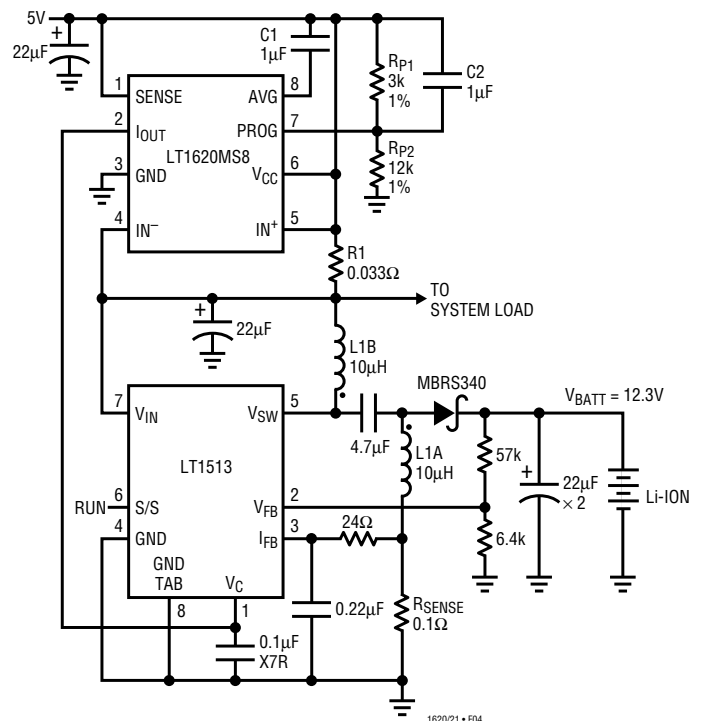 5V
+
22µF
C1
1µF
RP1
3k
1%
C2
1µF
1
SENSE
AVG
8
2
IOUT
PROG
7
LT1620MS8
3
GND
VCC
6
RP2
12k
1%
4
IN–
IN+
5
R1
0.033Ω
TO
SYSTEM LOAD
+
22µF
L1B
10µH
MBRS340
VBATT = 12.3V
7
VIN
VSW
5
4.7µF
L1A
10µH
57k
LT1513
+
22µF
× 2
Li-ION
RUN
6
S/S
VFB
2
4
GND
IFB
3
24Ω
6.4k
GND
TAB
VC
8
1
0.22µF
RSENSE
0.1Ω
0.1µF
X7R
1620/21 • F04